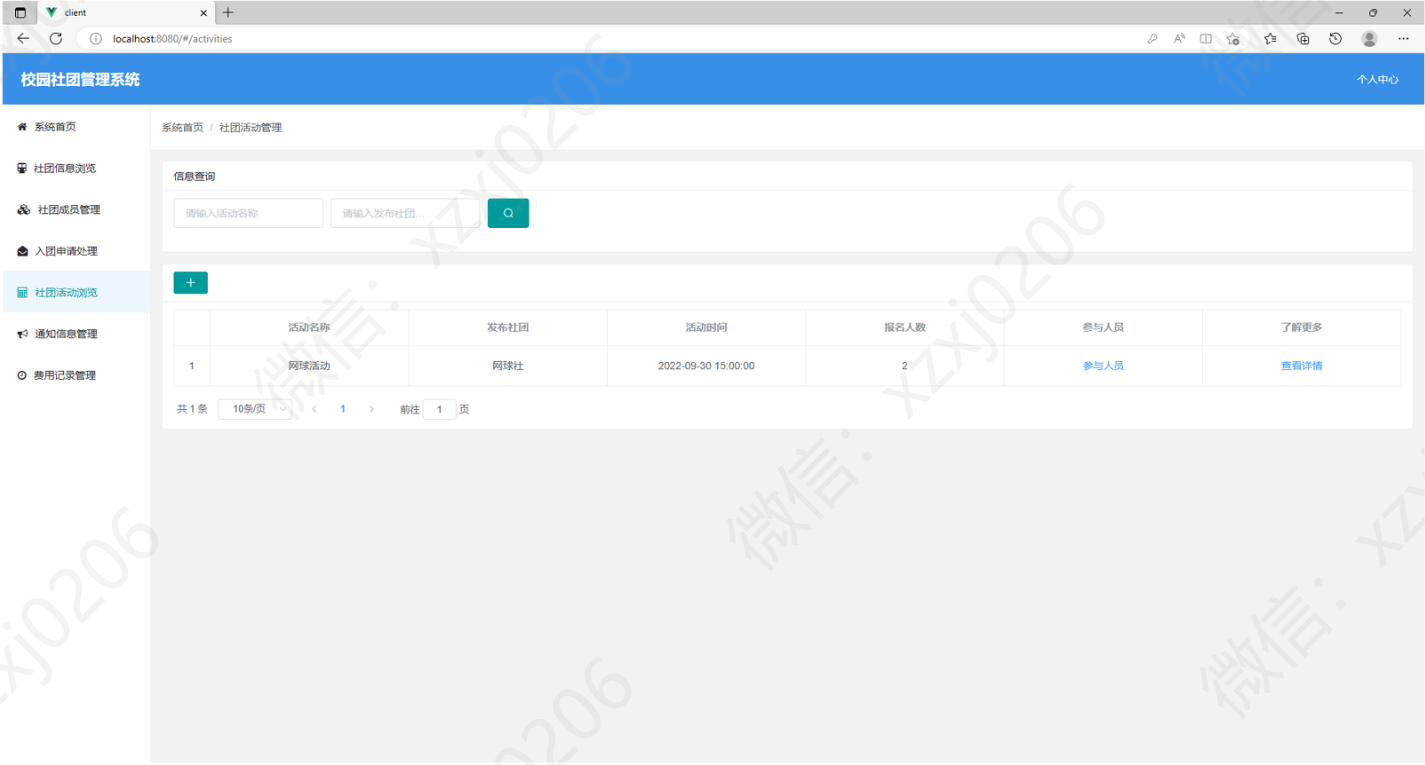 client
localhost:8080/#/activities
校园社团管理系统
个人中心
系统首页
社团信息浏览
社团成员管理
入团申请处理
社团活动浏览
通知信息管理
费用记录管理
系统首页 / 社团活动管理
信息查询
请输入活动名称 请输入发布社团...
活动名称 发布社团 活动时间 报名人数 参与人员 了解更多
1 网球活动 网球社 2022-09-30 15:00:00 2 参与人员 查看详情
共 1 条 10条/页 1 前往 1 页
微信：xzxj0206
微信：xzxj0206
微信：
xzxj0206